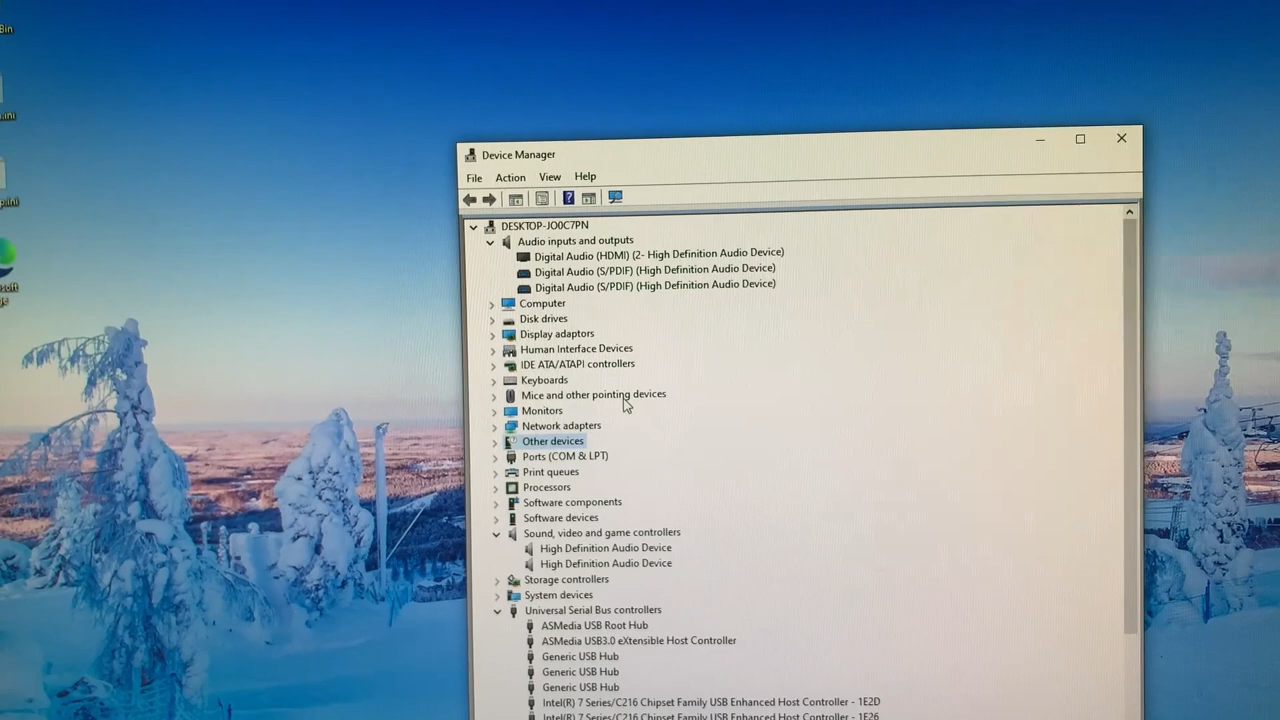 Bin
.ini
p.ini
soft
ge
Device Manager
File Action View Help
DESKTOP-JO0C7PN
Audio inputs and outputs
Digital Audio (HDMI) (2- High Definition Audio Device)
Digital Audio (S/PDIF) (High Definition Audio Device)
Digital Audio (S/PDIF) (High Definition Audio Device)
Computer
Disk drives
Display adaptors
Human Interface Devices
IDE ATA/ATAPI controllers
Keyboards
Mice and other pointing devices
Monitors
Network adapters
Other devices
Ports (COM & LPT)
Print queues
Processors
Software components
Software devices
Sound, video and game controllers
High Definition Audio Device
High Definition Audio Device
Storage controllers
System devices
Universal Serial Bus controllers
ASMedia USB Root Hub
ASMedia USB3.0 eXtensible Host Controller
Generic USB Hub
Generic USB Hub
Generic USB Hub
Intel(R) 7 Series/C216 Chipset Family USB Enhanced Host Controller - 1E2D
Intel(R) 7 Series/C216 Chipset Family USB Enhanced Host Controller - 1E26